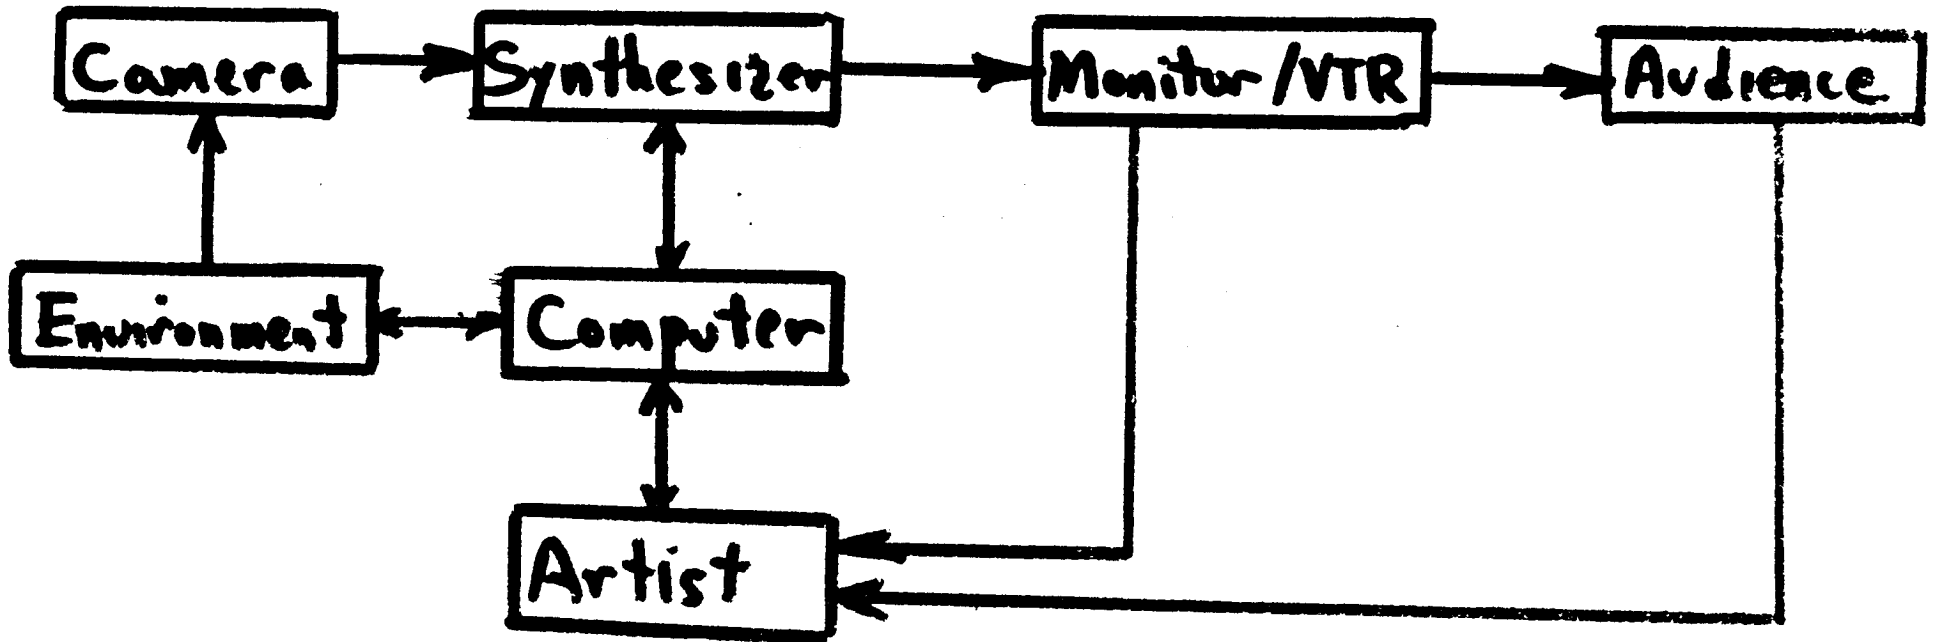 Camera
Synthesizer
Monitor/VTR
Audience
Environment
Computer
Artist